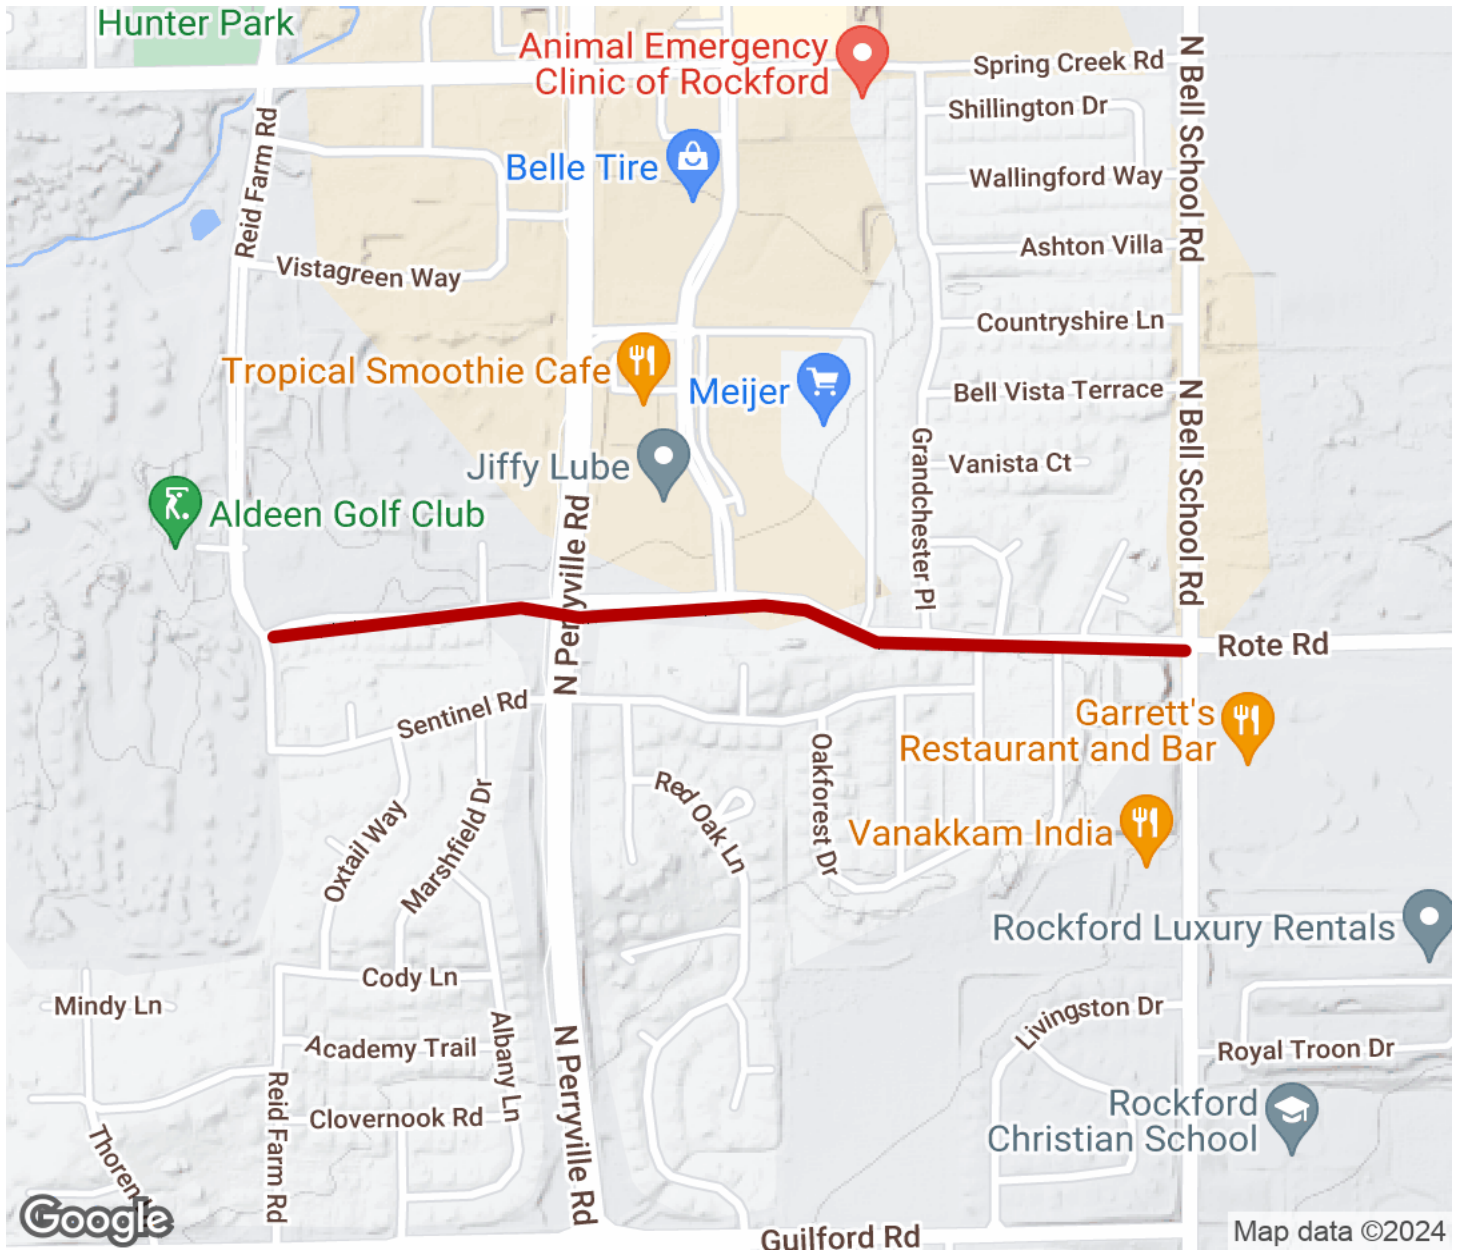 Hunter Park
Animal Emergency
Clinic of Rockford
Spring Creek Rd
N Bell School Rd
Shillington Dr
Reid Farm Rd
Belle Tire
Wallingford Way
Ashton Villa
Vistagreen Way
Countryshire Ln
Tropical Smoothie Cafe
Meijer
Bell Vista Terrace
N Bell School Rd
Grandchester Pl
Vanista Ct
Jiffy Lube
Aldeen Golf Club
N Perryville Rd
Rote Rd
Sentinel Rd
Garrett's
Restaurant and Bar
Oakforest Dr
Red Oak Ln
Marshfield Dr
Oxtail Way
Vanakkam India
Rockford Luxury Rentals
Cody Ln
Mindy Ln
Livingston Dr
Albany Ln
N Perryville Rd
Academy Trail
Royal Troon Dr
Reid Farm Rd
Clovernook Rd
Rockford
Christian School
Thoren
Google
Guilford Rd
Map data ©2024